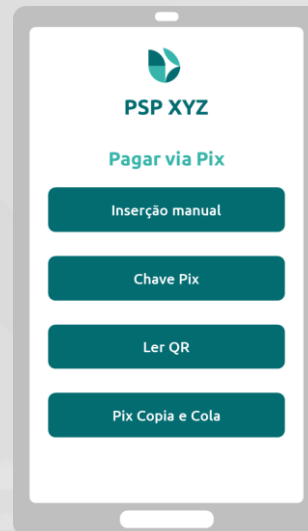 PSP XYZ
Pagar via Pix
Inserção manual
Chave Pix
Ler QR
Pix Copia e Cola